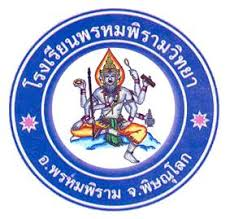 โรงเรียนพรหมพิรามวิทยา
อ.พรหมพิราม จ.พิษณุโลก